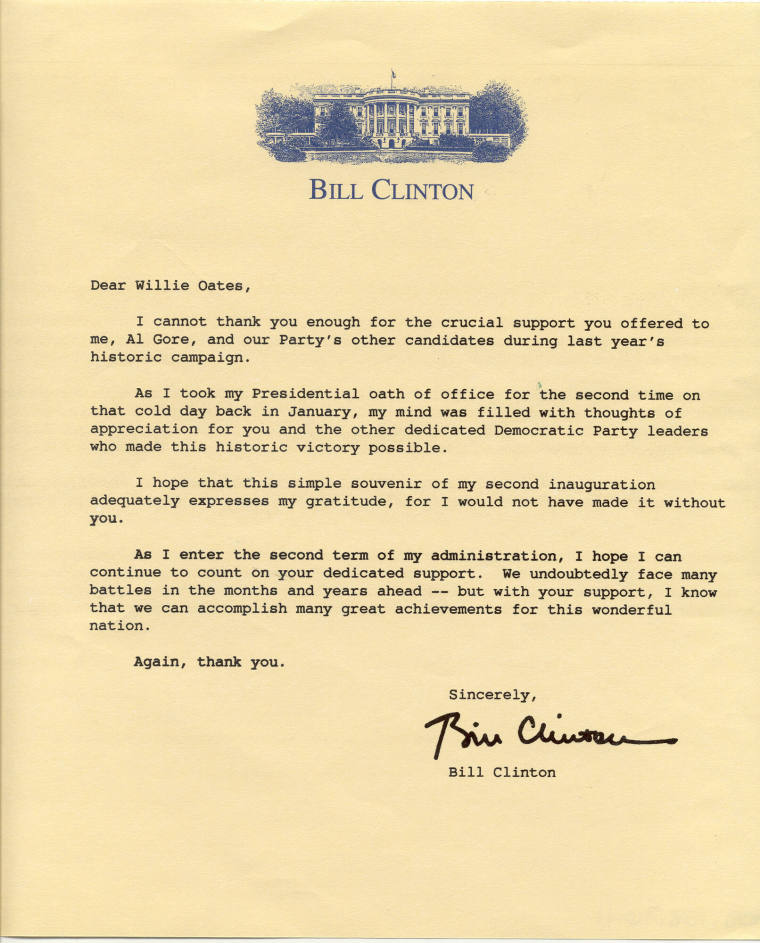 BILL CLINTON
Dear Willie Oates,
I cannot thank you enough for the crucial support you offered to
me, Al Gore, and our Party's other candidates during last year's
historic campaign.
As I took my Presidential oath of office for the second time on
that cold day back in January, my mind was filled with thoughts of
appreciation for you and the other dedicated Democratic Party leaders
who made this historic victory possible.
I hope that this simple souvenir of my second inauguration
adequately expresses my gratitude, for I would not have made it without
you.
As I enter the second term of my administration, I hope I can
continue to count on your dedicated support.  We undoubtedly face many
battles in the months and years ahead -- but with your support, I know
that we can accomplish many great achievements for this wonderful
nation.
Again, thank you.
Sincerely,
Bill Clinton
Bill Clinton